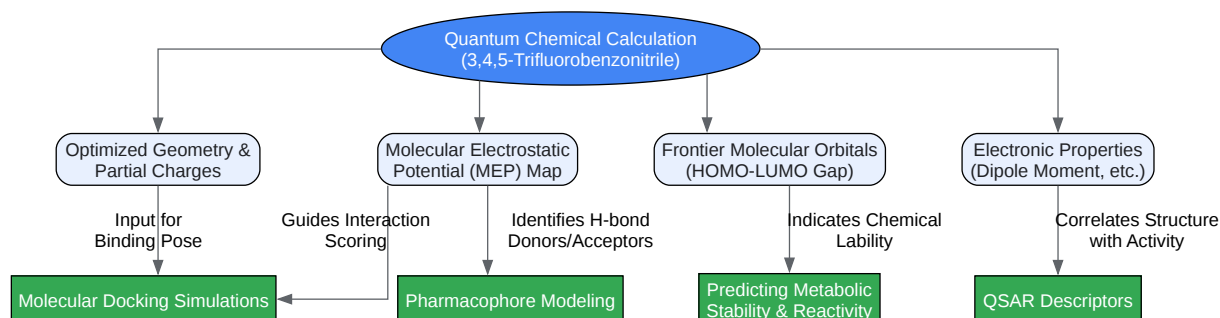 Quantum Chemical Calculation
(3,4,5-Trifluorobenzonitrile)
Optimized Geometry &
Partial Charges
Molecular Electrostatic
Potential (MEP) Map
Frontier Molecular Orbitals
(HOMO-LUMO Gap)
Electronic Properties
(Dipole Moment, etc.)
Input for
Binding Pose
Guides Interaction
Scoring
Identifies H-bond
Donors/Acceptors
Indicates Chemical
Lability
Correlates Structure
with Activity
Molecular Docking Simulations
Pharmacophore Modeling
Predicting Metabolic
Stability & Reactivity
QSAR Descriptors